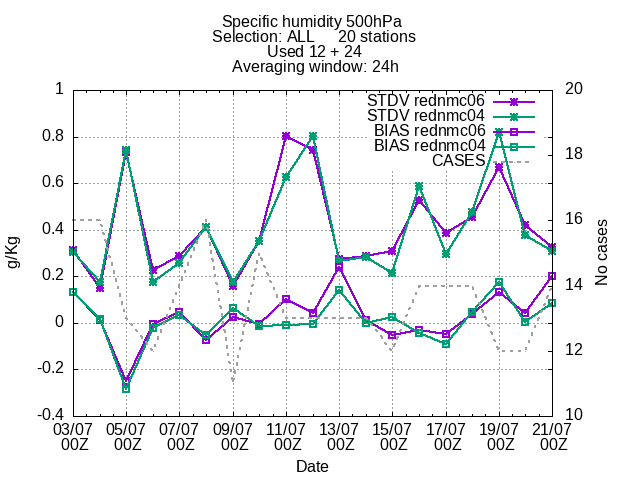 Specific humidity 500hPa
Selection: ALL 20 stations
Used 12 + 24
Averaging window: 24h
STDV rednmc06
STDV rednmc04
BIAS rednmc06
BIAS rednmc04
CASES
g/Kg
1
0.8
0.6
0.4
0.2
0
-0.2
-0.4
No cases
20
18
16
14
12
10
03/07 05/07 07/07 09/07 11/07 13/07 15/07 17/07 19/07 21/07
00Z 00Z 00Z 00Z 00Z 00Z 00Z 00Z 00Z 00Z
Date